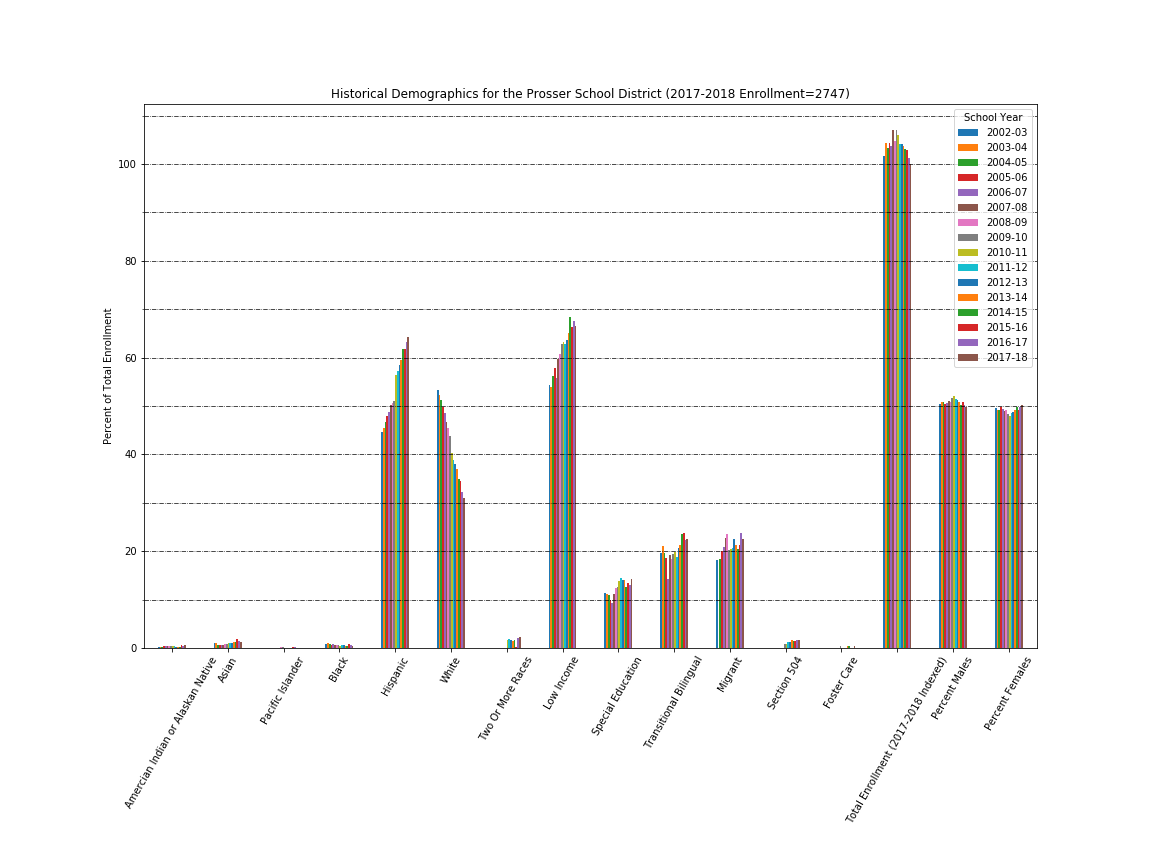 Historical Demographics for the Prosser School District (2017-2018 Enrollment=2747)
School Year
2002-03
2003-04
2004-05
2005-06
2006-07
2007-08
2008-09
2009-10
2010-11
2011-12
2012-13
2013-14
2014-15
2015-16
2016-17
2017-18
Percent of Total Enrollment
100
80
60
40
20
0
Amercian Indian or Alaskan Native
Asian
Pacific Islander
Black
Hispanic
White
Two Or More Races
Low Income
Special Education
Transitional Bilingual
Migrant
Section 504
Foster Care
Total Enrollment (2017-2018 Indexed)
Percent Males
Percent Females